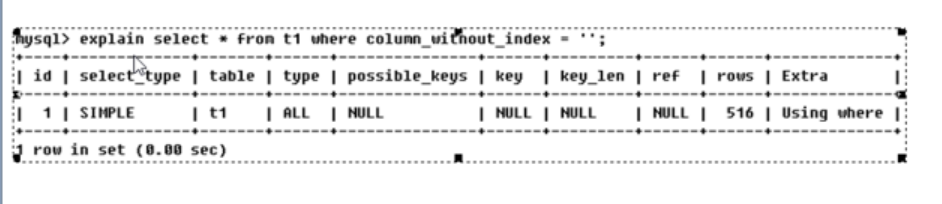 mysql> explain select * from t1 where column_without_index = '';
+----+-------------+-------+------+---------------+------+---------+------+------+-------------+
| id | select_type | table | type | possible_keys | key | key_len | ref | rows | Extra |
+----+-------------+-------+------+---------------+------+---------+------+------+-------------+
| 1 | SIMPLE | t1 | ALL | NULL | NULL | NULL | NULL | 516 | Using where |
+----+-------------+-------+------+---------------+------+---------+------+------+-------------+
1 row in set (0.00 sec)